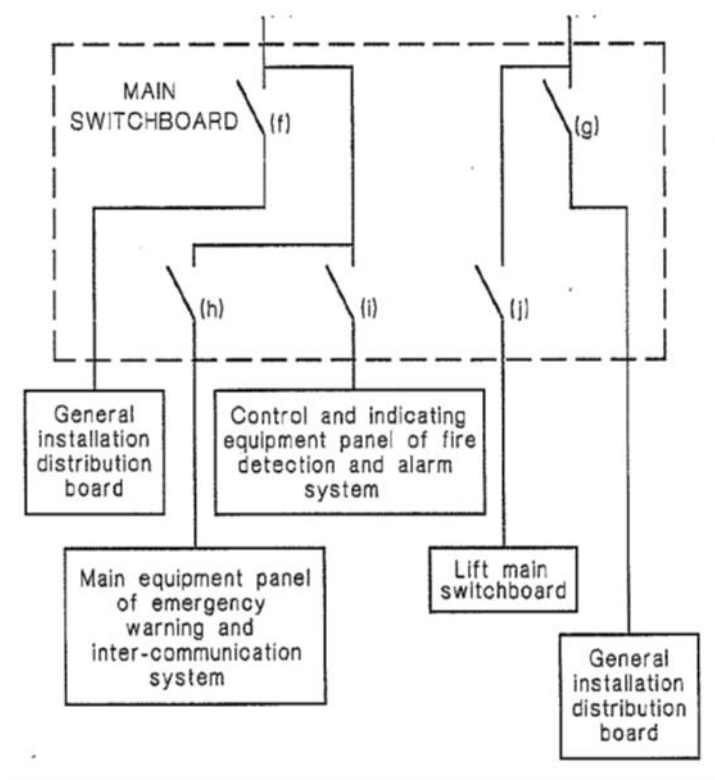 MAIN
SWITCHBOARD
(f)
(g)
(h)
(i)
(j)
General
installation
distribution
board
Control and indicating
equipment panel of fire
detection and alarm
system
Main equipment panel
of emergency
warning and
inter-communication
system
Lift main
switchboard
General
installation
distribution
board